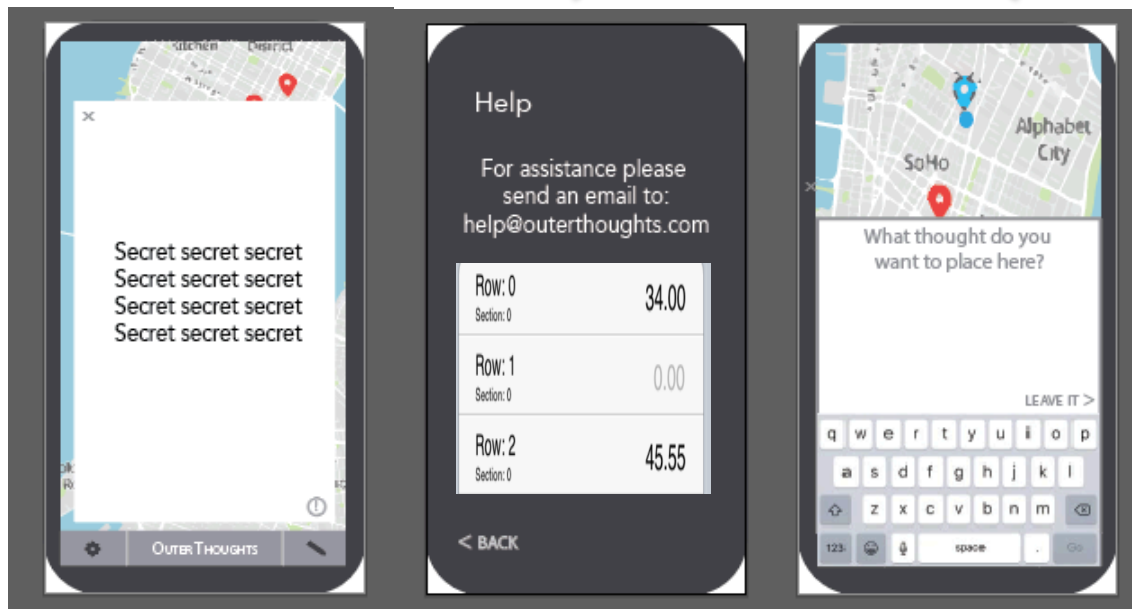 Kitchen District
×
Secret secret secret
Secret secret secret
Secret secret secret
Secret secret secret
OUTER THOUGHTS
Help
For assistance please
send an email to:
help@outerthoughts.com
Row: 0
34.00
Section: 0
Row: 1
0.00
Section: 0
Row: 2
45.55
Section: 0
< BACK
Alphabet
City
SoHo
×
What thought do you
want to place here?
LEAVE IT >
q w e r t y u i o p
a s d f g h j k l
z x c v b n m
123 space . Go